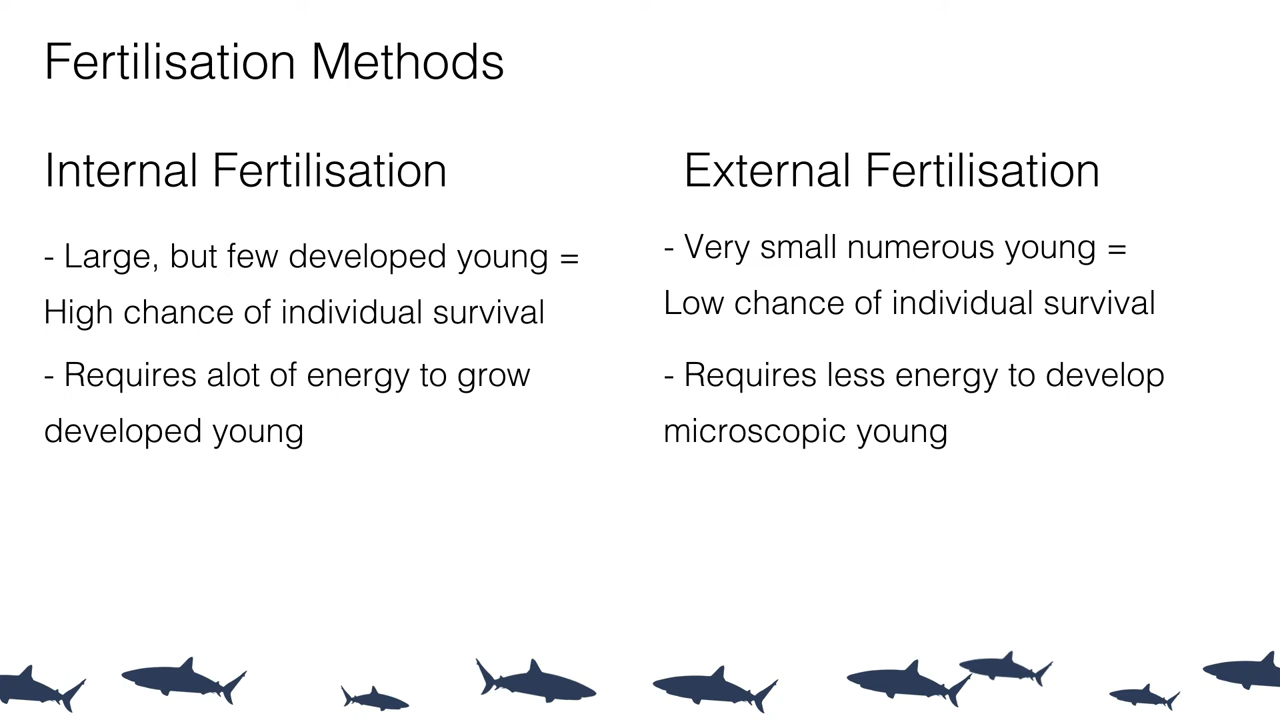 Fertilisation Methods
Internal Fertilisation
- Large, but few developed young =
High chance of individual survival
- Requires alot of energy to grow
developed young
External Fertilisation
- Very small numerous young =
Low chance of individual survival
- Requires less energy to develop
microscopic young